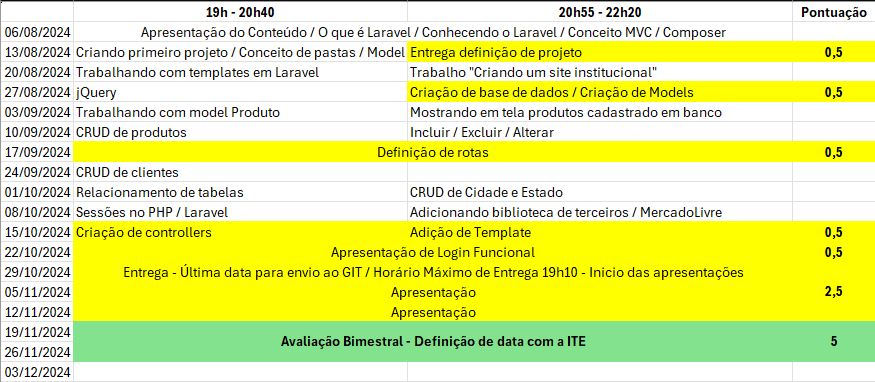 19h - 20h40 20h55 - 22h20 Pontuação
06/08/2024 Apresentação do Conteúdo / O que é Laravel / Conhecendo o Laravel / Conceito MVC / Composer
13/08/2024 Criando primeiro projeto / Conceito de pastas / Model Entrega definição de projeto 0,5
20/08/2024 Trabalhando com templates em Laravel Trabalho "Criando um site institucional"
27/08/2024 jQuery Criação de base de dados / Criação de Models 0,5
03/09/2024 Trabalhando com model Produto Mostrando em tela produtos cadastrado em banco
10/09/2024 CRUD de produtos Incluir / Excluir / Alterar
17/09/2024 Definição de rotas 0,5
24/09/2024 CRUD de clientes
01/10/2024 Relacionamento de tabelas CRUD de Cidade e Estado
08/10/2024 Sessões no PHP / Laravel Adicionando biblioteca de terceiros / MercadoLivre
15/10/2024 Criação de controllers Adição de Template 0,5
22/10/2024 Apresentação de Login Funcional 0,5
29/10/2024 Entrega - Última data para envio ao GIT / Horário Máximo de Entrega 19h10 - Inicio das apresentações
05/11/2024 Apresentação 2,5
12/11/2024 Apresentação
19/11/2024
Avaliação Bimestral - Definição de data com a ITE 5
26/11/2024
03/12/2024